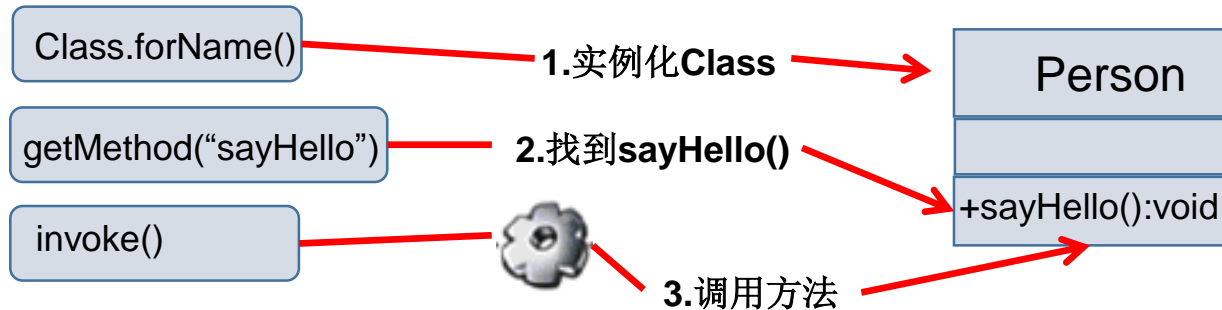 Class.forName()
1.实例化Class
Person
getMethod(“sayHello”)
2.找到sayHello()
+sayHello():void
invoke()
3.调用方法